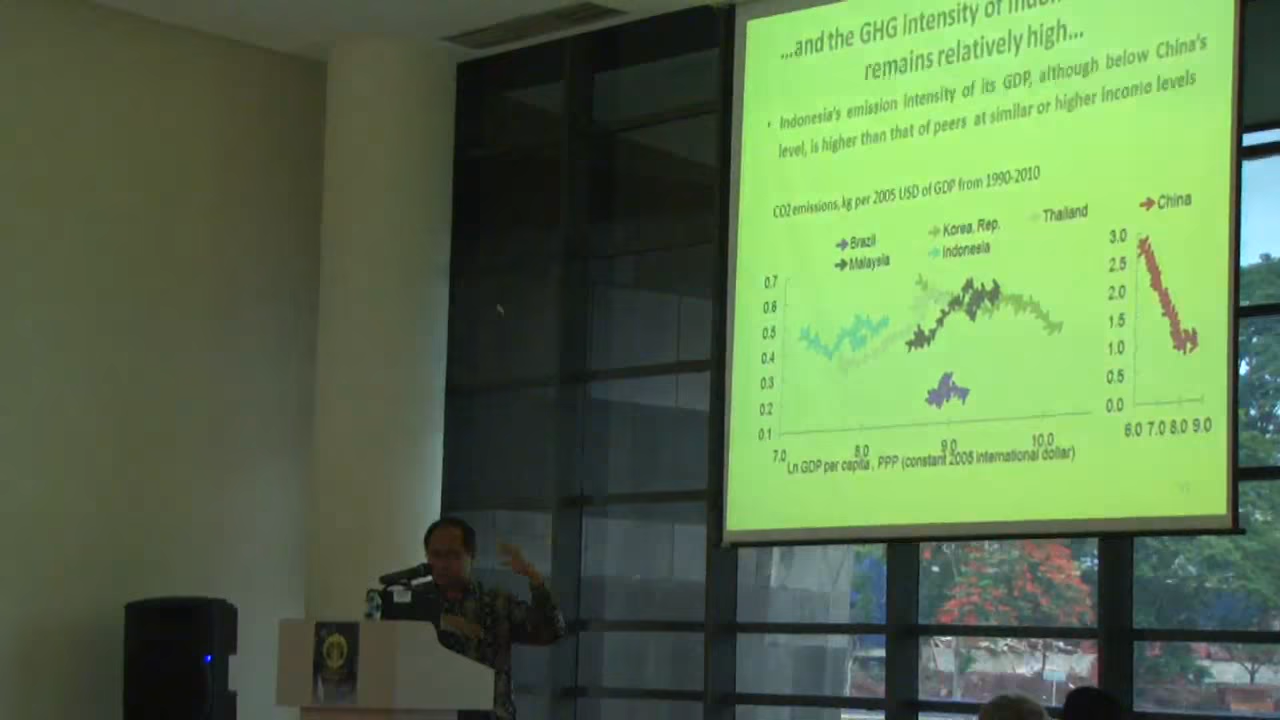 ...and the GHG intensity of
remains relatively high...
• Indonesia's emission intensity of its GDP, although below China's
level, is higher than that of peers at similar or higher income levels
CO2 emissions, kg per 2005 USD of GDP from 1990-2010
Brazil Korea, Rep. Thailand China
Malaysia Indonesia
0.7
0.6
0.5
0.4
0.3
0.2
0.1
7.0 8.0 9.0 10.0
Ln GDP per capita, PPP (constant 2005 international dollar)
3.0
2.5
2.0
1.5
1.0
0.5
0.0
6.0 7.0 8.0 9.0